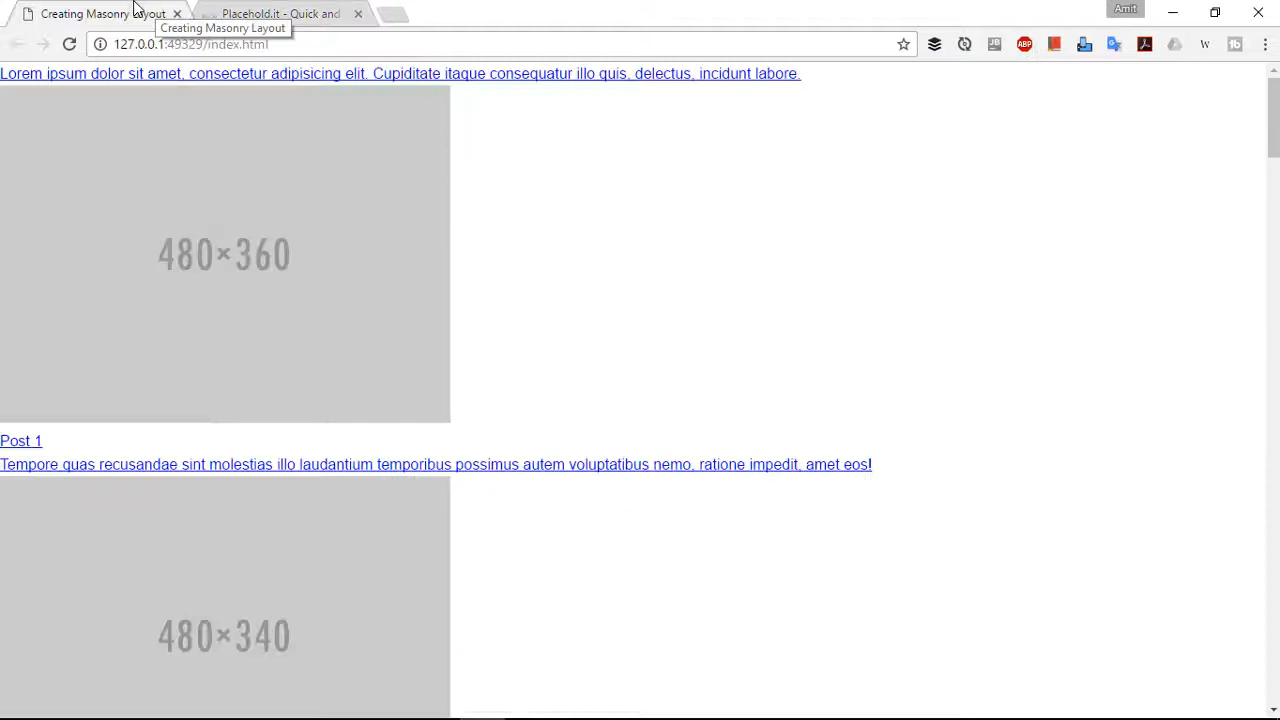 Creating Masonry Layout
Placehold.it - Quick and
Amit
Creating Masonry Layout
127.0.0.1:49329/index.html
JB
ABP
W
Lorem ipsum dolor sit amet, consectetur adipisicing elit. Cupiditate itaque consequatur illo quis, delectus, incidunt labore.
480×360
Post 1
Tempore quas recusandae sint molestias illo laudantium temporibus possimus autem voluptatibus nemo, ratione impedit, amet eos!
480×340